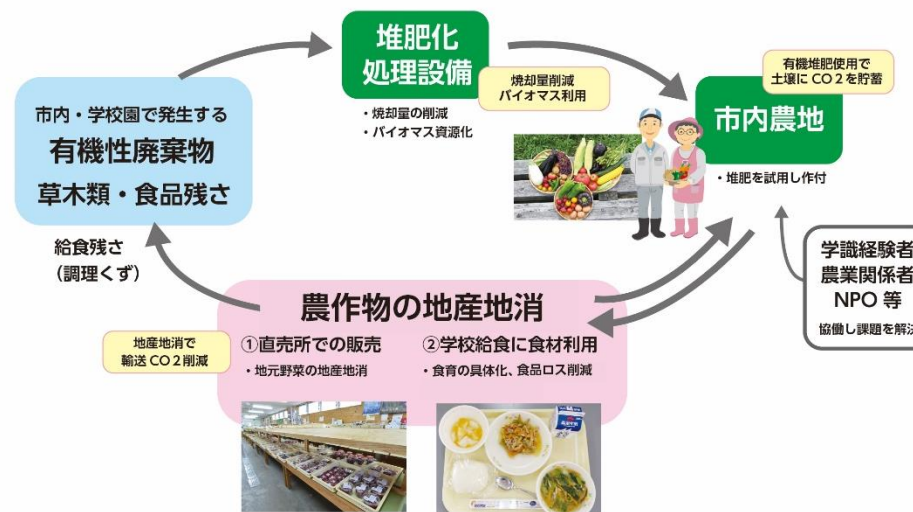 堆肥化
処理設備
焼却量削減
バイオマス利用
・焼却量の削減
・バイオマス資源化
有機堆肥使用で
土壌にCO２を貯蓄
市内農地
・堆肥を試用し作付
市内・学校園で発生する
有機性廃棄物
草木類・食品残さ
給食残さ
（調理くず）
学識経験者
農業関係者
NPO 等
協働し課題を解決
農作物の地産地消
地産地消で
輸送CO２削減
①直売所での販売
・地元野菜の地産地消
②学校給食に食材利用
・食育の具体化、食品ロス削減